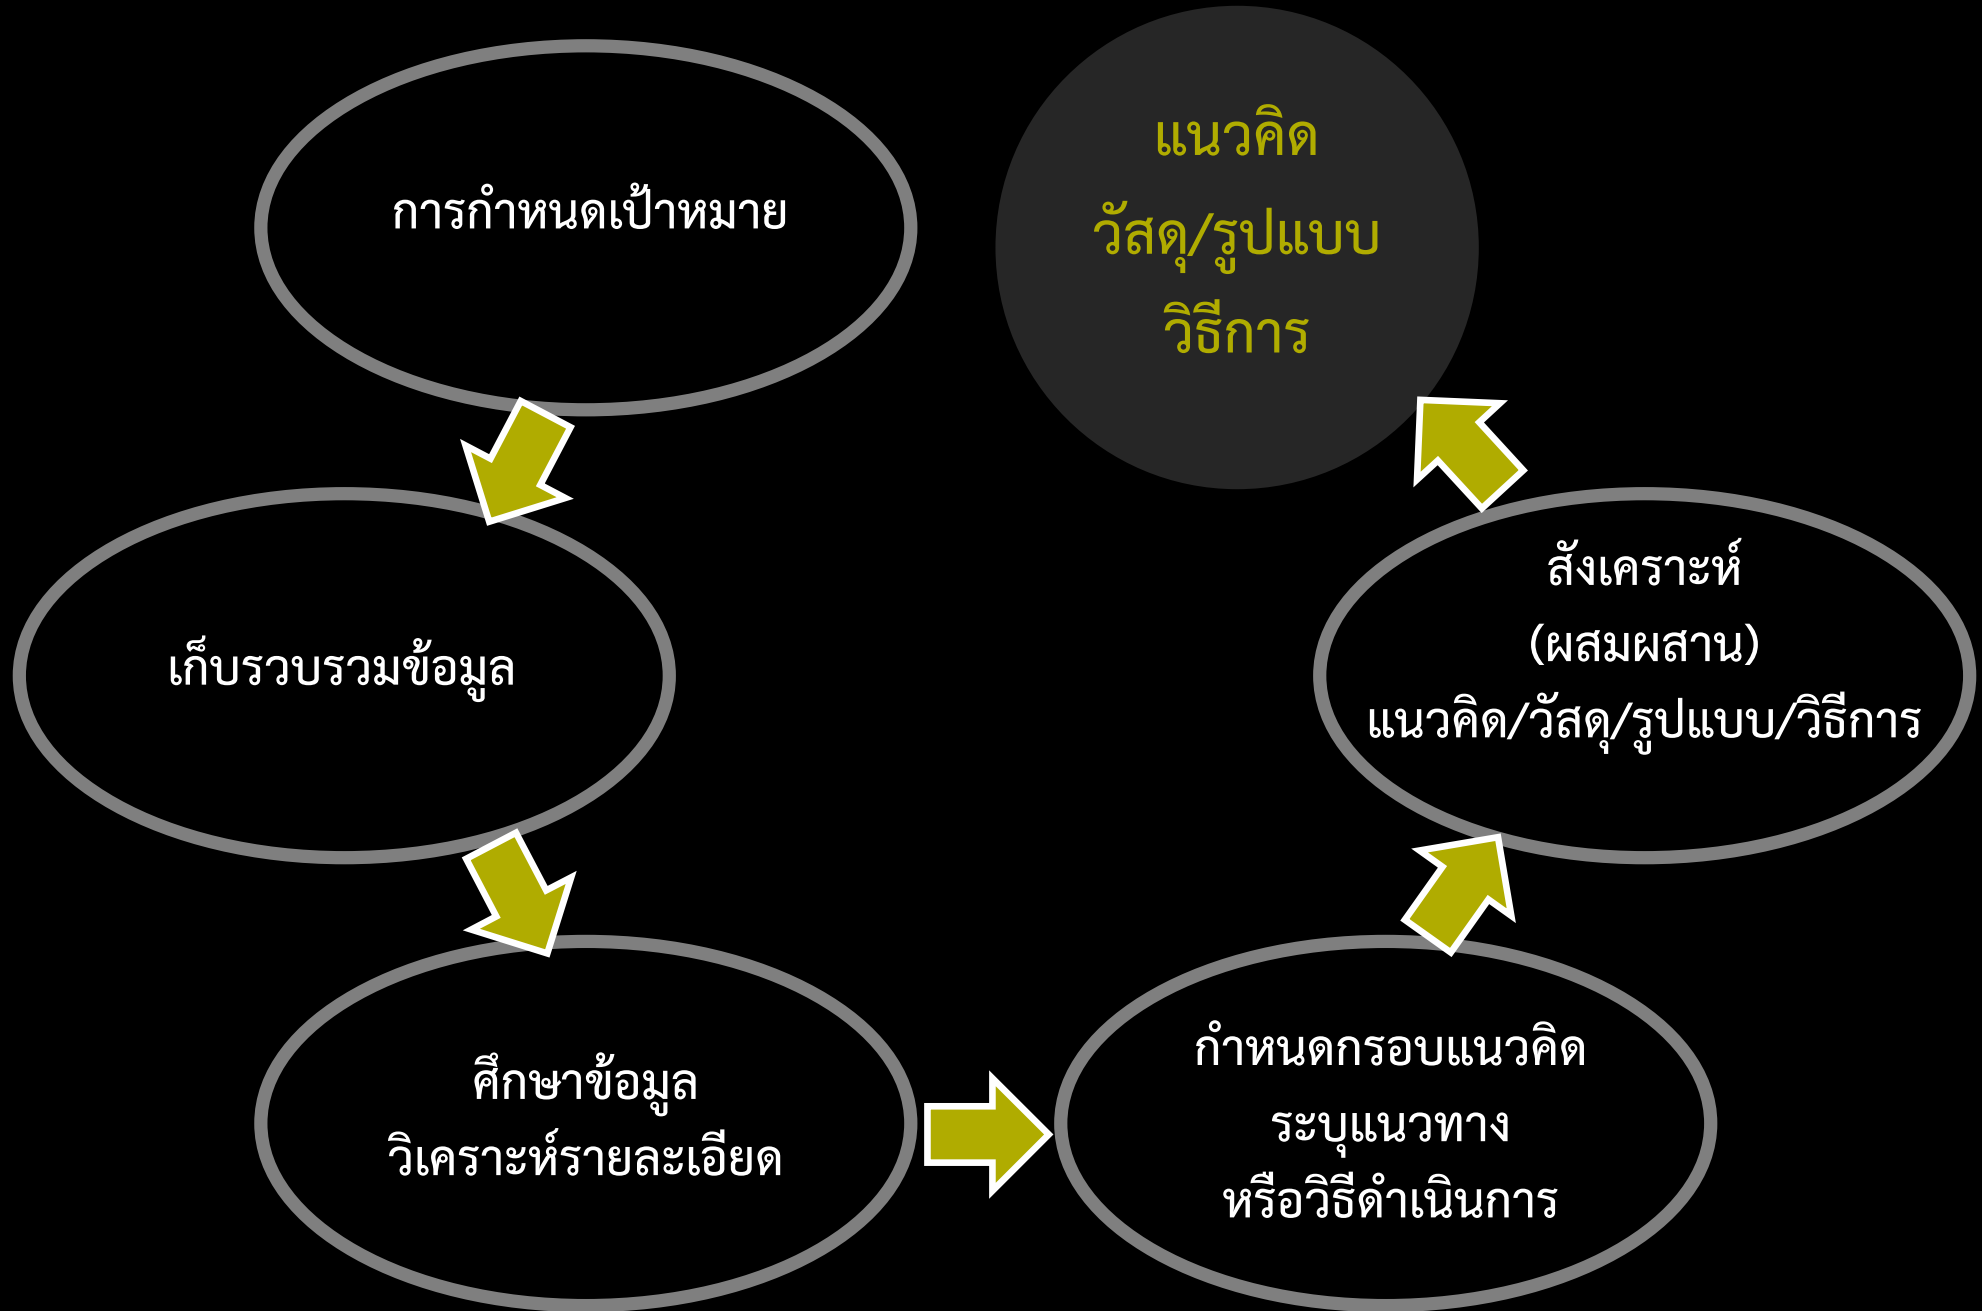 การกำหนดเป้าหมาย
เก็บรวบรวมข้อมูล
ศึกษาข้อมูล
วิเคราะห์รายละเอียด
กำหนดกรอบแนวคิด
ระบุแนวทาง
หรือวิธีดำเนินการ
สังเคราะห์
(ผสมผสาน)
แนวคิด/วัสดุ/รูปแบบ/วิธีการ
แนวคิด
วัสดุ/รูปแบบ
วิธีการ